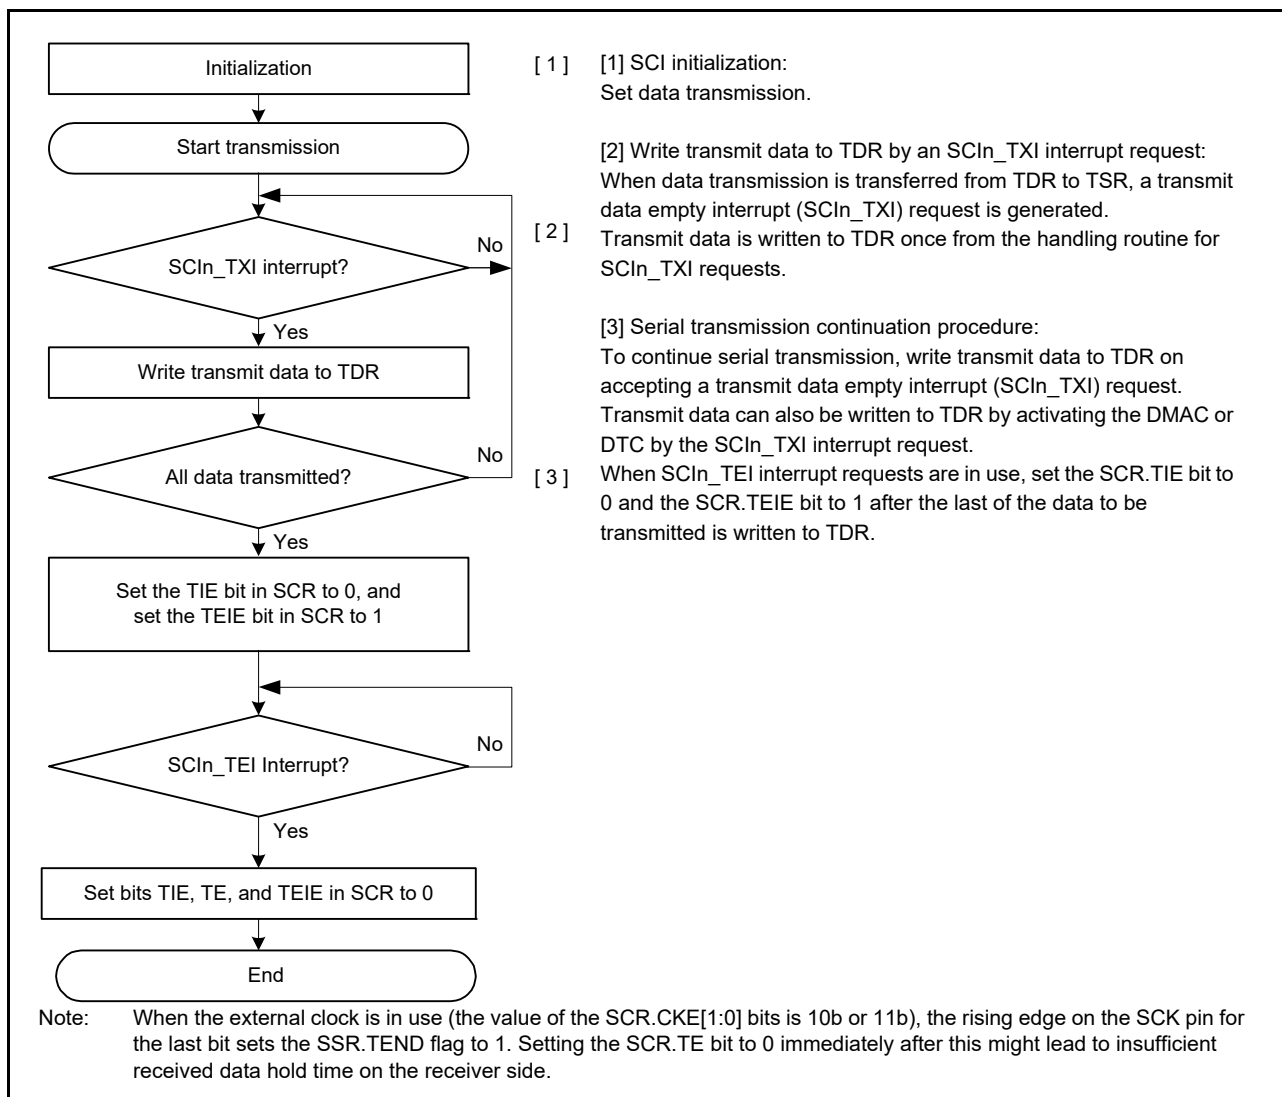 Initialization
[ 1 ]
[1] SCI initialization:
Set data transmission.
Start transmission
[2] Write transmit data to TDR by an SCIn_TXI interrupt request:
When data transmission is transferred from TDR to TSR, a transmit
data empty interrupt (SCIn_TXI) request is generated.
Transmit data is written to TDR once from the handling routine for
SCIn_TXI requests.
[ 2 ]
No
SCIn_TXI interrupt?
Yes
Write transmit data to TDR
[3] Serial transmission continuation procedure:
To continue serial transmission, write transmit data to TDR on
accepting a transmit data empty interrupt (SCIn_TXI) request.
Transmit data can also be written to TDR by activating the DMAC or
DTC by the SCIn_TXI interrupt request.
When SCIn_TEI interrupt requests are in use, set the SCR.TIE bit to
0 and the SCR.TEIE bit to 1 after the last of the data to be
transmitted is written to TDR.
No
All data transmitted?
[ 3 ]
Yes
Set the TIE bit in SCR to 0, and
set the TEIE bit in SCR to 1
No
SCIn_TEI Interrupt?
Yes
Set bits TIE, TE, and TEIE in SCR to 0
End
Note: When the external clock is in use (the value of the SCR.CKE[1:0] bits is 10b or 11b), the rising edge on the SCK pin for
the last bit sets the SSR.TEND flag to 1. Setting the SCR.TE bit to 0 immediately after this might lead to insufficient
received data hold time on the receiver side.